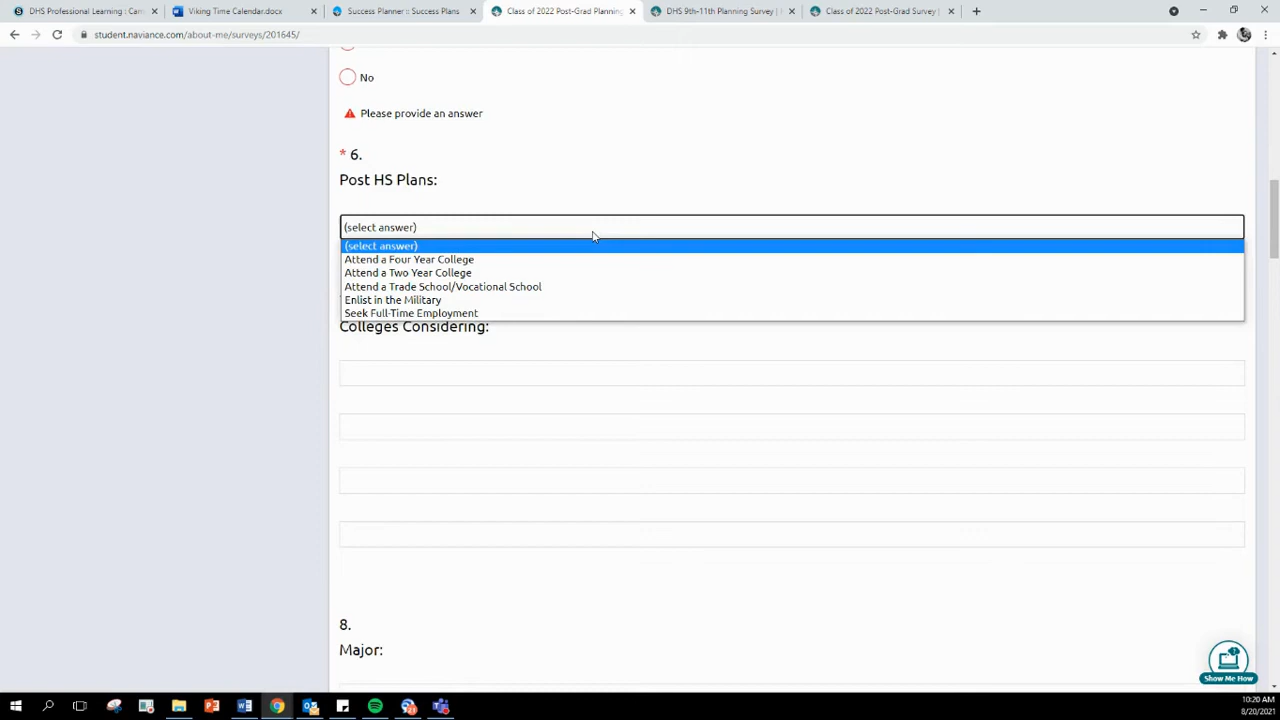 DHS Professional Learning : Cam
Viking Time Calendar.docx
Success Planner :: Success Plans
Class of 2022 Post-Grad Planning
DHS 9th-11th Planning Survey |
Class of 2022 Post-Grad Survey |
student.naviance.com/about-me/surveys/201645/
No
Please provide an answer
* 6.
Post HS Plans:
(select answer)
(select answer)
Attend a Four Year College
Attend a Two Year College
Attend a Trade School/Vocational School
Enlist in the Military
Seek Full-Time Employment
Colleges Considering:
8.
Major:
Show Me How
10:20 AM
8/20/2021